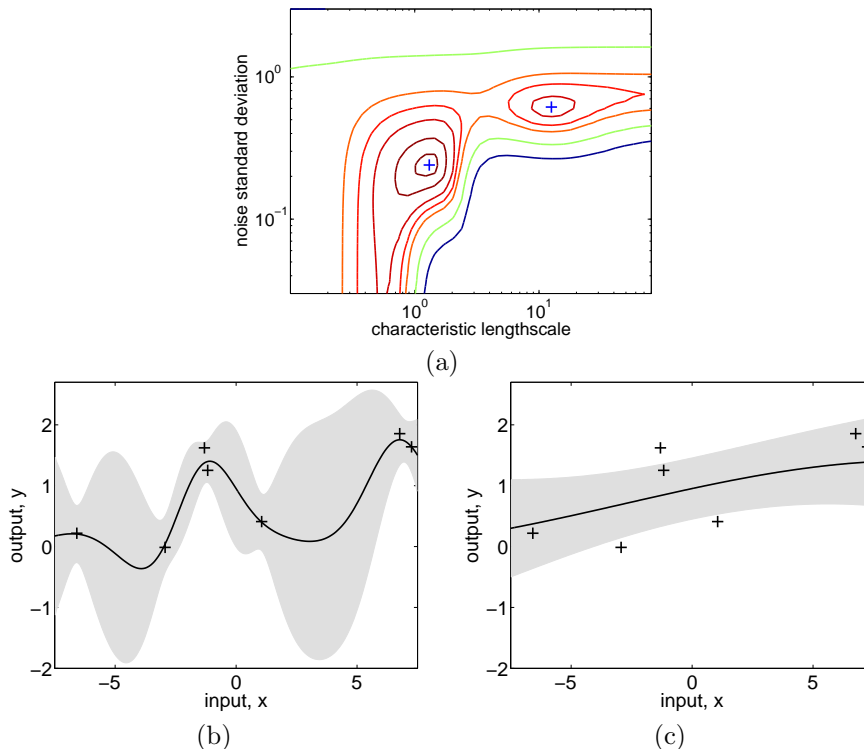 noise standard deviation
10^0
10^-1
10^0
10^1
characteristic lengthscale
(a)
output, y
2
1
0
−1
−2
−5
0
5
input, x
(b)
output, y
2
1
0
−1
−2
−5
0
5
input, x
(c)